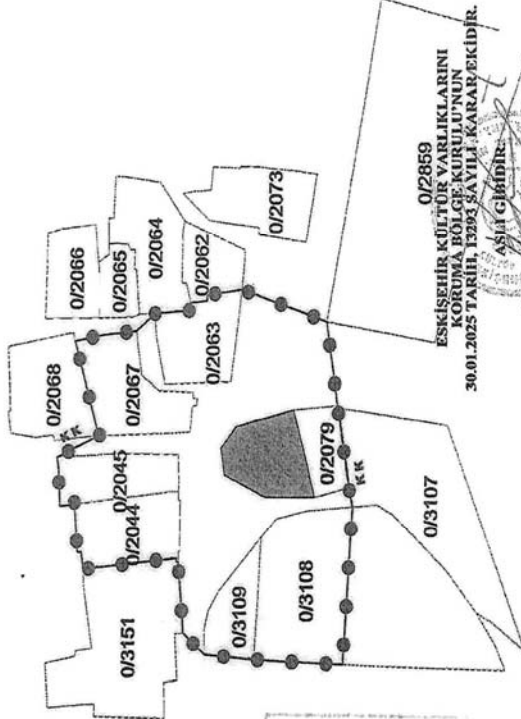 0/2066
0/2065
0/2064
0/2062
0/2073
0/2068
0/2067
0/2063
KK
0/2045
0/2044
0/3151
0/3109
0/3108
0/2079
KK
0/3107
0/2859
ESKİŞEHİR KÜLTÜR VARLIKLARINI
KORUMA BÖLGE KURULU'NUN
30.01.2025 TARİH, 13293 SAYILI KARAR EKİDİR.
ASLI GİBİDİR